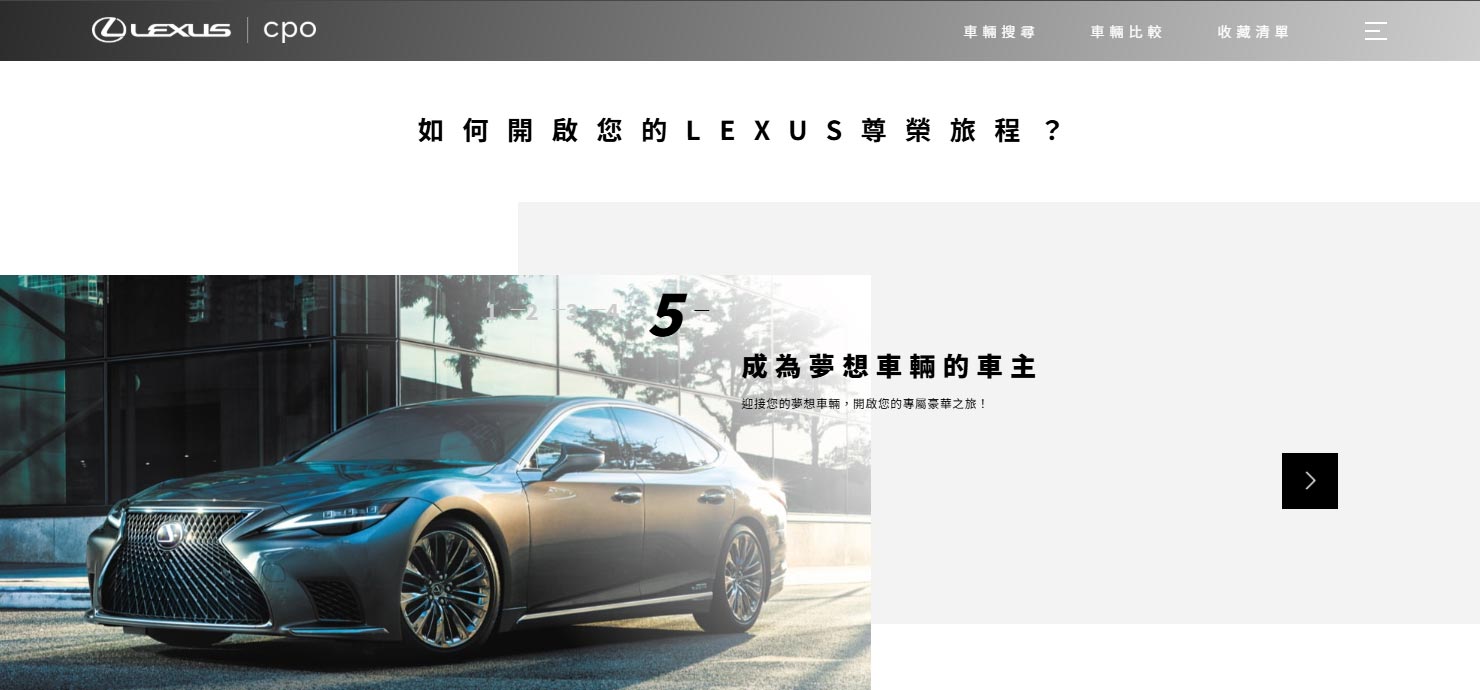 LEXUS cpo
車輛搜尋 車輛比較 收藏清單
如何開啟您的LEXUS尊榮旅程？
1 2 3 4 5
成為夢想車輛的車主
迎接您的夢想車輛，開啟您的專屬豪華之旅！